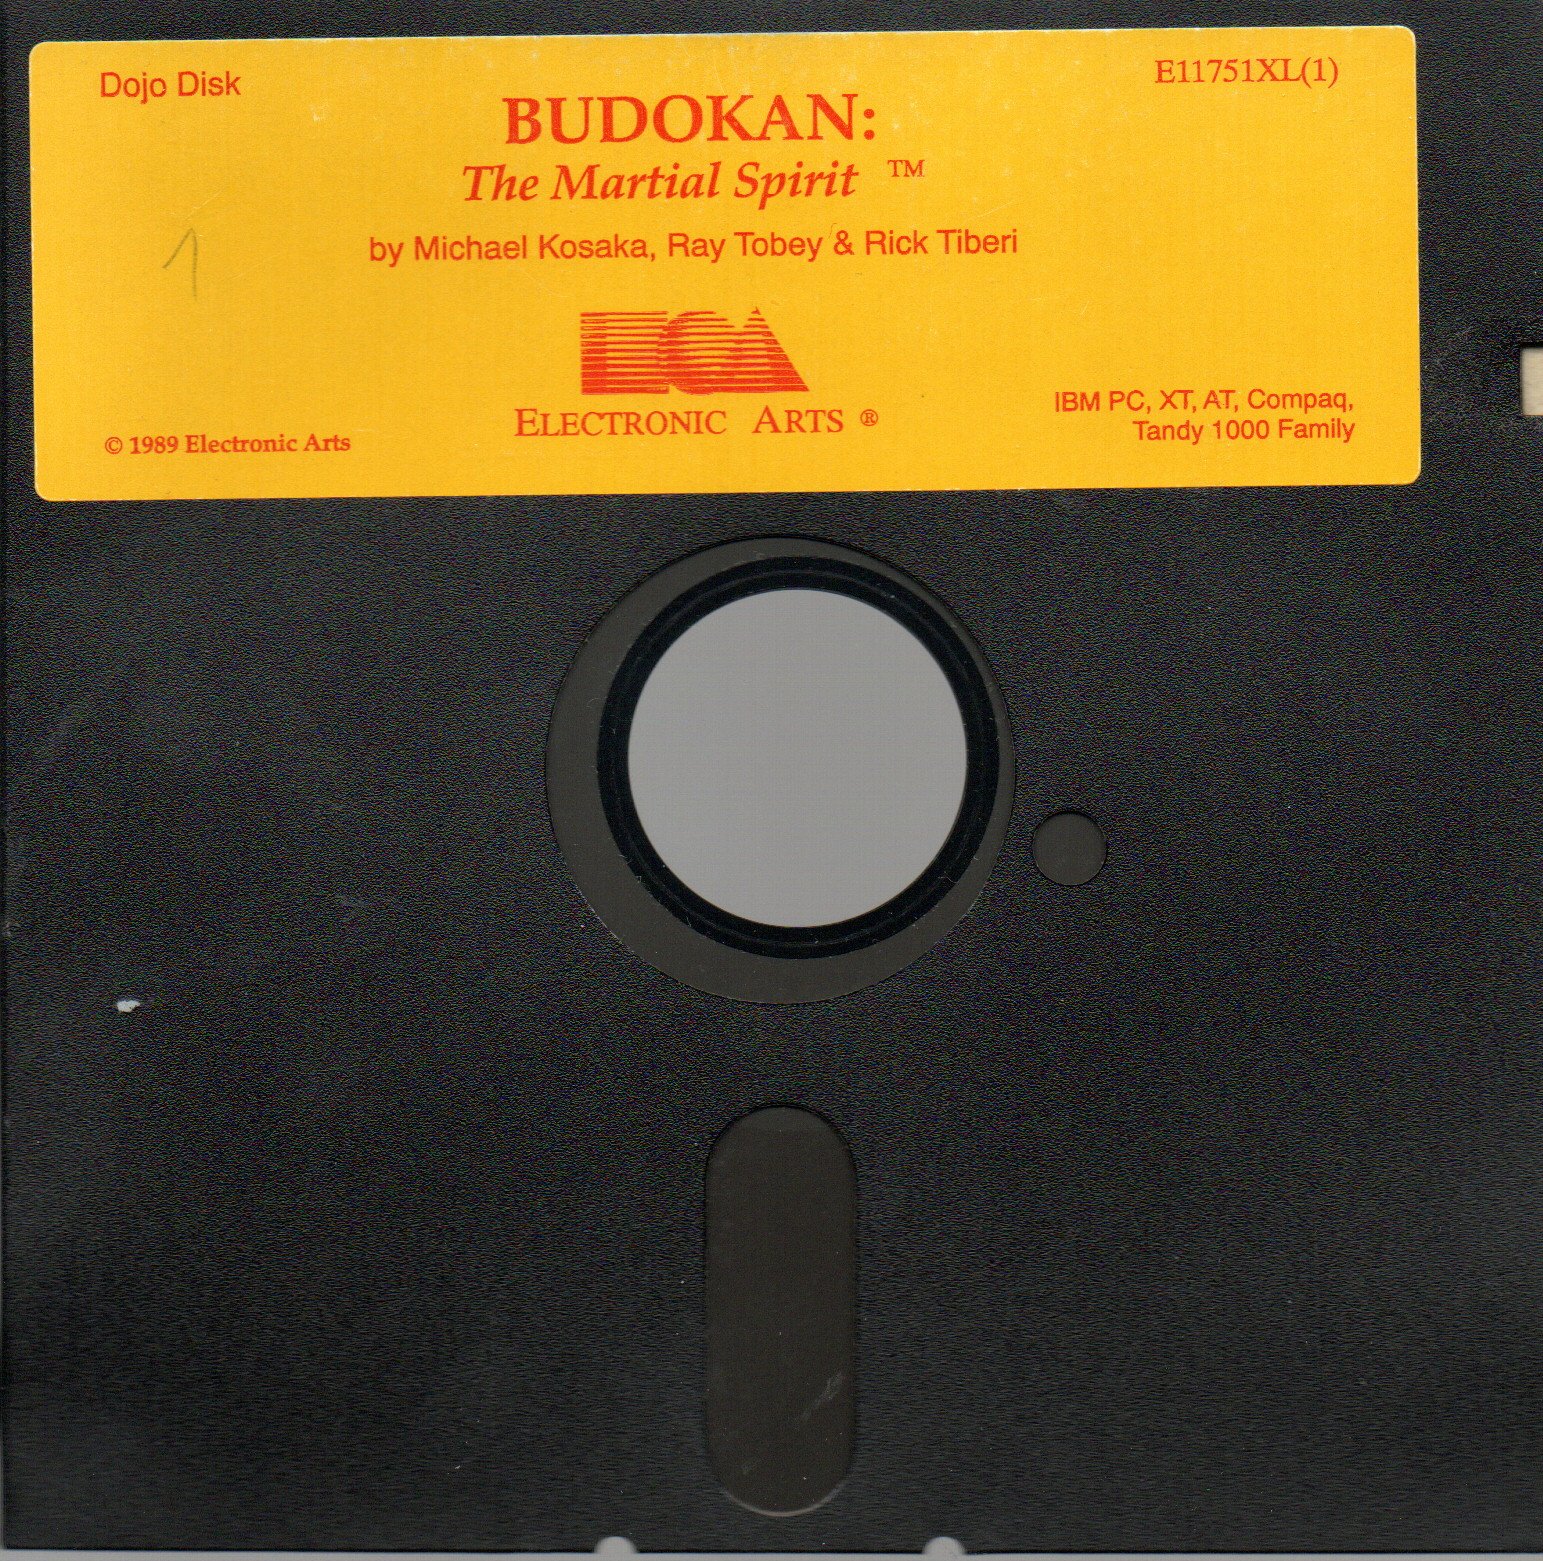 Dojo Disk
E11751XL(1)
BUDOKAN:
The Martial Spirit ™
by Michael Kosaka, Ray Tobey & Rick Tiberi
1
EA
ELECTRONIC ARTS ®
IBM PC, XT, AT, Compaq,
Tandy 1000 Family
© 1989 Electronic Arts